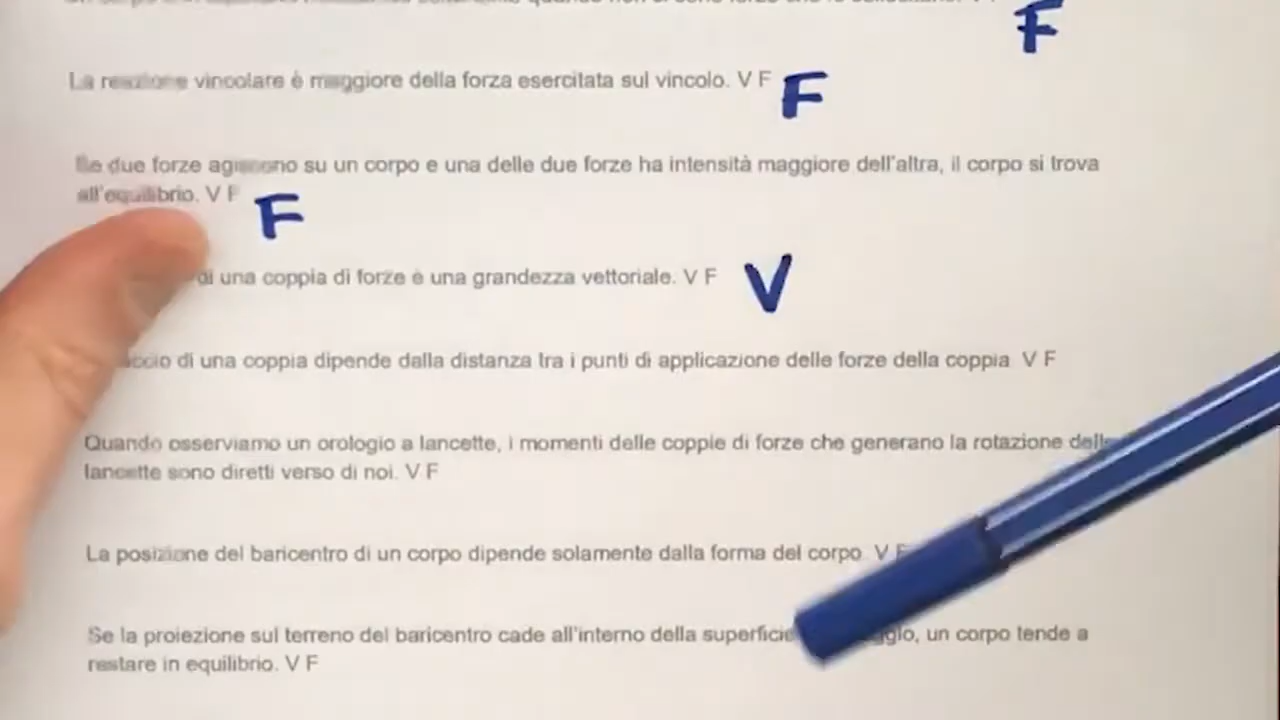 F
La reazione vincolare è maggiore della forza esercitata sul vincolo. V F F
Se due forze agiscono su un corpo e una delle due forze ha intensità maggiore dell'altra, il corpo si trova
all'equilibrio. V F F
di una coppia di forze è una grandezza vettoriale. V F V
di una coppia dipende dalla distanza tra i punti di applicazione delle forze della coppia V F
Quando osserviamo un orologio a lancette, i momenti delle coppie di forze che generano la rotazione delle
lancette sono diretti verso di noi. V F
La posizione del baricentro di un corpo dipende solamente dalla forma del corpo V F
Se la proiezione sul terreno del baricentro cade all'interno della superficie un corpo tende a
restare in equilibrio. V F